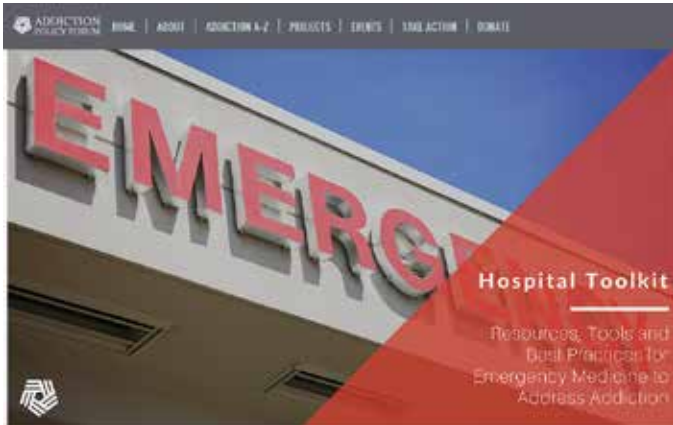 ADDICTION
POLICY FORUM
HOME | ABOUT | ADDICTION A-Z | PROJECTS | EVENTS | TAKE ACTION | DONATE
EMERGEN
Hospital Toolkit
Resources, Tools and
Best Practices for
Emergency Medicine to
Address Addiction